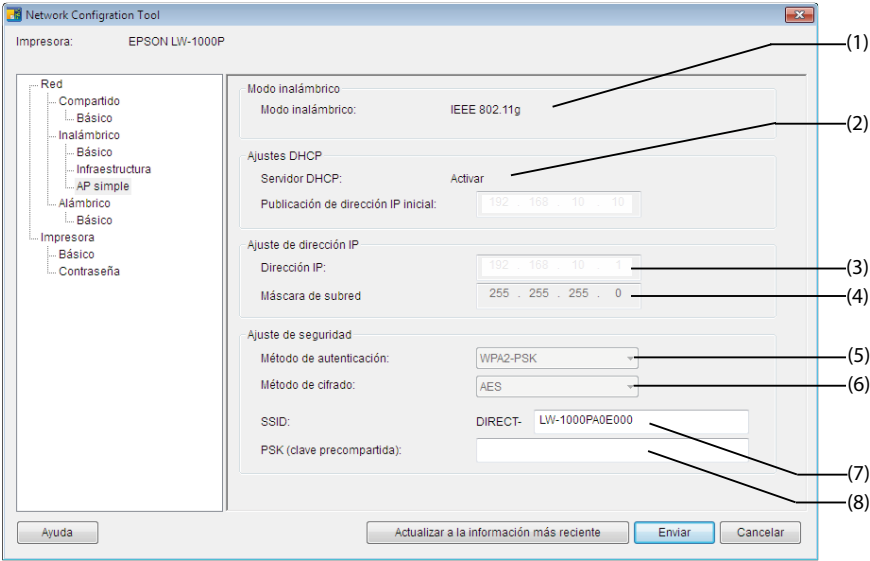 Network Configration Tool
Impresora: EPSON LW-1000P
(1)
Red
Compartido
Básico
Inalámbrico
Básico
Infraestructura
AP simple
Alámbrico
Básico
Impresora
Básico
Contraseña
Modo inalámbrico
Modo inalámbrico: IEEE 802.11g
(2)
Ajustes DHCP
Servidor DHCP: Activar
Publicación de dirección IP inicial: 192 . 168 . 10 . 10
Ajuste de dirección IP
Dirección IP: 192 . 168 . 10 . 1 (3)
Máscara de subred 255 . 255 . 255 . 0 (4)
Ajuste de seguridad
Método de autenticación: WPA2-PSK (5)
Método de cifrado: AES (6)
SSID: DIRECT- LW-1000PA0E000
PSK (clave precompartida):
(7)
(8)
Ayuda Actualizar a la información más reciente Enviar Cancelar